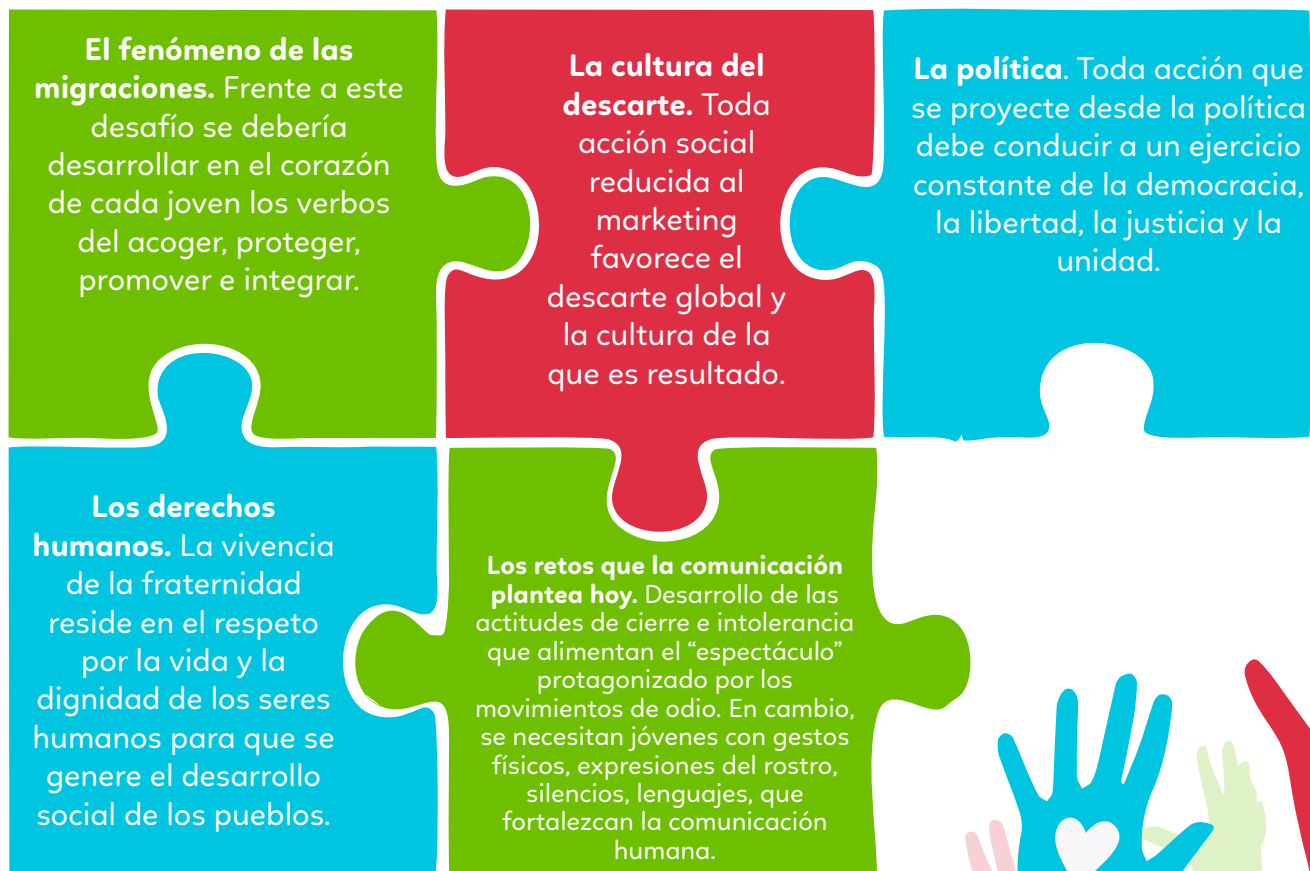 El fenómeno de las
migraciones. Frente a este
desafío se debería
desarrollar en el corazón
de cada joven los verbos
del acoger, proteger,
promover e integrar.
La cultura del
descarte. Toda
acción social
reducida al
marketing
favorece el
descarte global y
la cultura de la
que es resultado.
La política. Toda acción que
se proyecte desde la política
debe conducir a un ejercicio
constante de la democracia,
la libertad, la justicia y la
unidad.
Los derechos
humanos. La vivencia
de la fraternidad
reside en el respeto
por la vida y la
dignidad de los seres
humanos para que se
genere el desarrollo
social de los pueblos.
Los retos que la comunicación
plantea hoy. Desarrollo de las
actitudes de cierre e intolerancia
que alimentan el “espectáculo”
protagonizado por los
movimientos de odio. En cambio,
se necesitan jóvenes con gestos
físicos, expresiones del rostro,
silencios, lenguajes, que
fortalezcan la comunicación
humana.